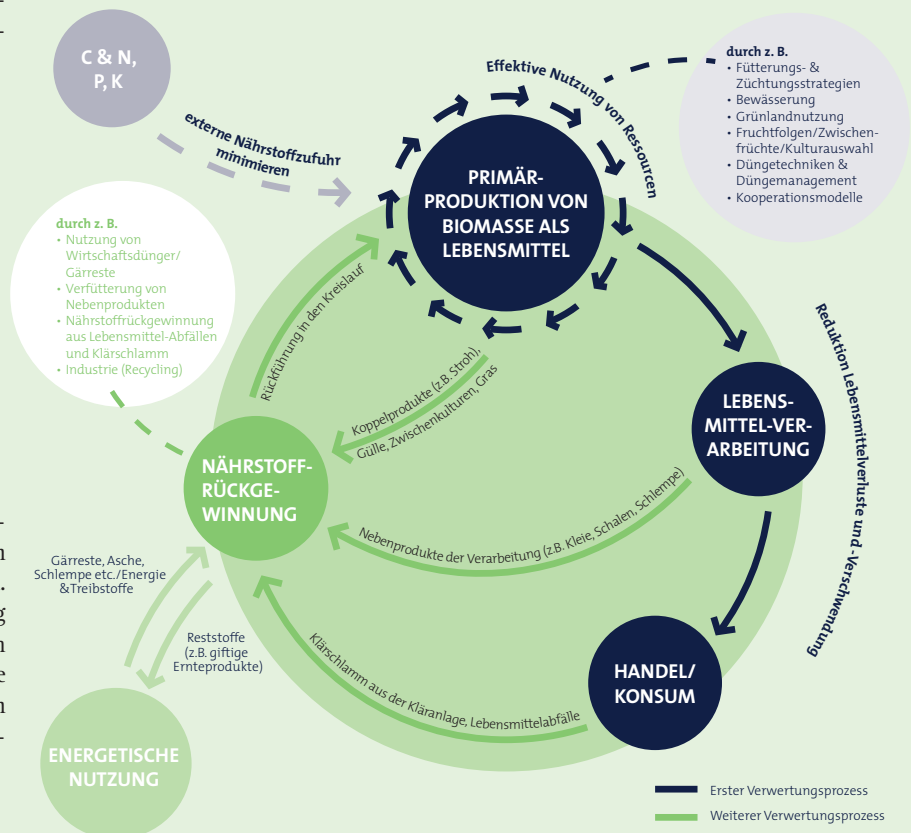 C & N,
P, K
externe Nährstoffzufuhr
minimieren
Effektive Nutzung von Ressourcen
durch z. B.
• Fütterungs- &
Züchtungsstrategien
• Bewässerung
• Grünlandnutzung
• Fruchtfolgen/Zwischen-
früchte/Kulturauswahl
• Düngetechniken &
Düngemanagement
• Kooperationsmodelle
PRIMÄR-
PRODUKTION VON
BIOMASSE ALS
LEBENSMITTEL
durch z. B.
• Nutzung von
Wirtschaftsdünger/
Gärreste
• Verfütterung von
Nebenprodukten
• Nährstoffrückgewinnung
aus Lebensmittel-Abfällen
und Klärschlamm
• Industrie (Recycling)
Rückführung in den Kreislauf
Koppelprodukte (z.B. Stroh),
Gülle, Zwischenkulturen, Gras
Reduktion Lebensmittelverluste und -Verschwendung
LEBENS-
MITTEL-VER-
ARBEITUNG
NÄHRSTOFF-
RÜCKGE-
WINNUNG
Nebenprodukte der Verarbeitung (z.B. Kleie, Schalen, Schlempe)
Gärreste, Asche,
Schlempe etc./Energie
&Treibstoffe
Reststoffe
(z.B. giftige
Ernteprodukte)
Klärschlamm aus der Kläranlage, Lebensmittelabfälle
HANDEL/
KONSUM
ENERGETISCHE
NUTZUNG
Erster Verwertungsprozess
Weiterer Verwertungsprozess